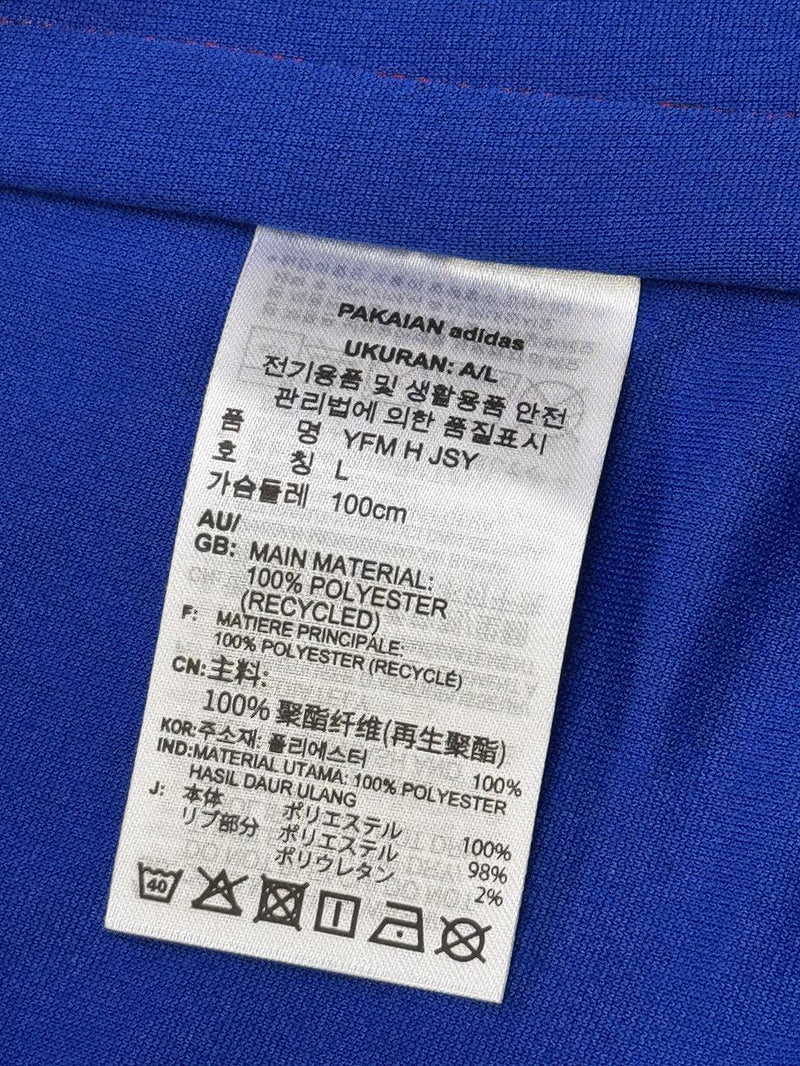 PAKAIAN adidas
UKURAN: A/L
전기용품 및 생활용품 안전
관리법에 의한 품질표시
품 명 YFM H JSY
호 칭 L
가슴둘레 100cm
AU/
GB: MAIN MATERIAL:
100% POLYESTER
(RECYCLED)
F: MATIERE PRINCIPALE:
100% POLYESTER (RECYCLÉ)
CN:主料:
100% 聚酯纤维(再生聚酯)
KOR:주소재: 폴리에스터 100%
IND:MATERIAL UTAMA: 100% POLYESTER
HASIL DAUR ULANG
J: 本体 ポリエステル 100%
リブ部分 ポリエステル 98%
ポリウレタン 2%
40